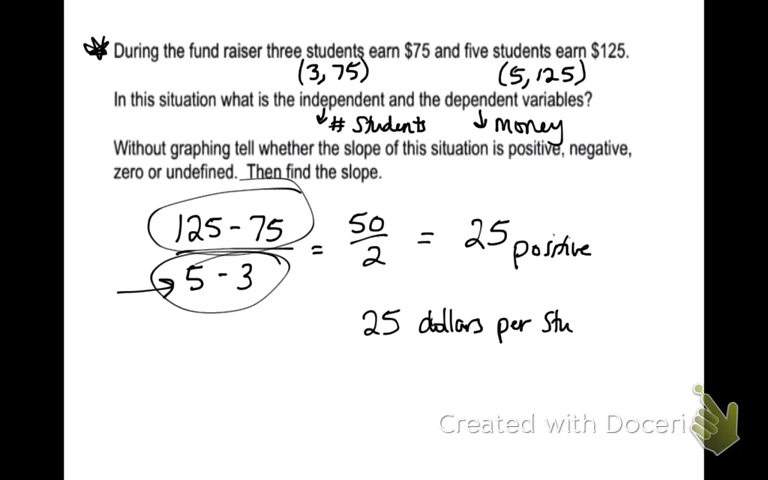 During the fund raiser three students earn $75 and five students earn $125.
(3, 75) (5, 125)
In this situation what is the independent and the dependent variables?
# Students Money
Without graphing tell whether the slope of this situation is positive, negative,
zero or undefined. Then find the slope.
125 - 75 / 5 - 3 = 50 / 2 = 25 positive
25 dollars per Stu
Created with Doceri